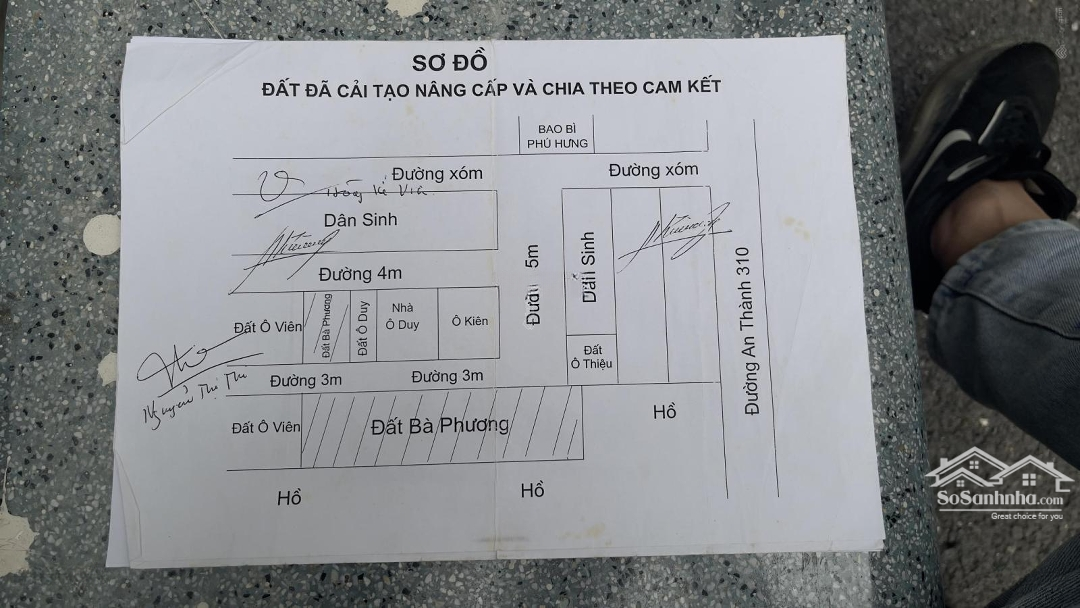 SƠ ĐỒ
ĐẤT ĐÃ CẢI TẠO NÂNG CẤP VÀ CHIA THEO CAM KẾT
BAO BÌ
PHÚ HƯNG
Đường xóm
Đường xóm
Dân Sinh
Đường 4m
5m
Sinh
Đường An Thành 310
Đất Ô Viên
Đất Bà Phương
Đất Ô Duy
Nhà
Ô Duy
Ô Kiên
Đất
Ô Thiệu
Đường 3m
Đường 3m
Nguyễn Thị Thu
Đất Ô Viên
Đất Bà Phương
Hồ
Hồ
Hồ
SoSanhnha.com
Great choice for you